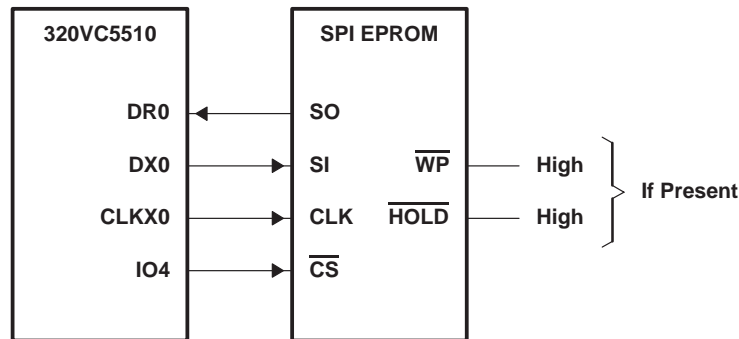 320VC5510 SPI EPROM
DR0 SO
DX0 SI WP High
If Present
CLKX0 CLK HOLD High
IO4 CS